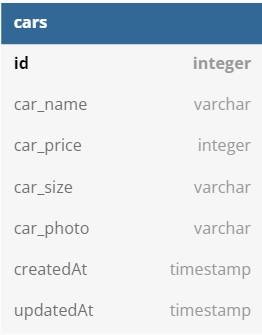 cars
id integer
car_name varchar
car_price integer
car_size varchar
car_photo varchar
createdAt timestamp
updatedAt timestamp